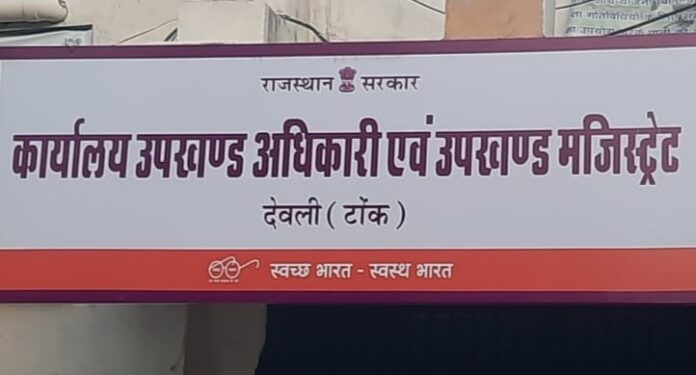 राजस्थान सरकार
कार्यालय उपखण्ड अधिकारी एवं उपखण्ड मजिस्ट्रेट
देवली ( टोंक )
स्वच्छ भारत - स्वस्थ भारत